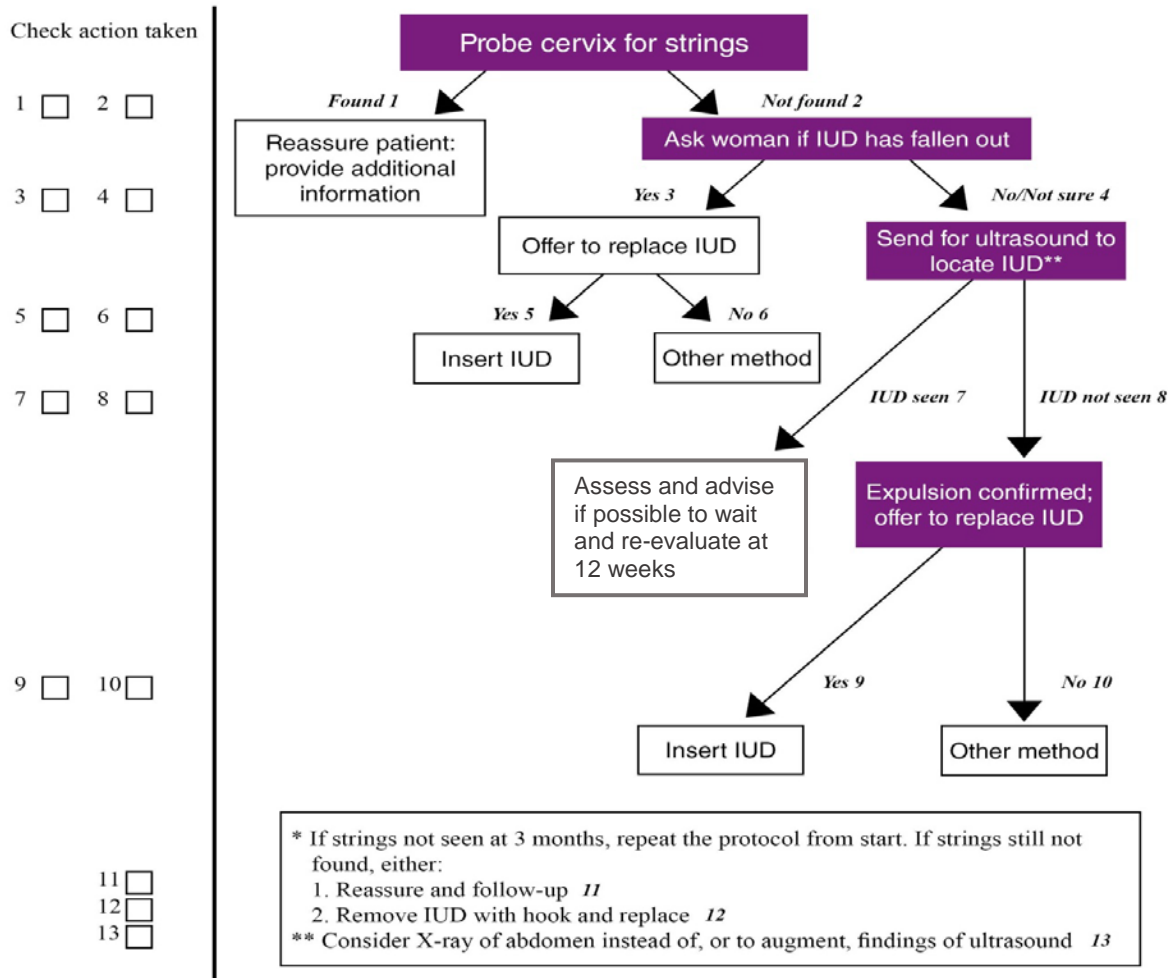 Check action taken
Probe cervix for strings
1 2
Found 1
Not found 2
Reassure patient:
provide additional
information
Ask woman if IUD has fallen out
3 4
Yes 3
No/Not sure 4
Offer to replace IUD
Send for ultrasound to
locate IUD**
5 6
Yes 5
No 6
Insert IUD
Other method
7 8
IUD seen 7
IUD not seen 8
Assess and advise
if possible to wait
and re-evaluate at
12 weeks
Expulsion confirmed;
offer to replace IUD
9 10
Yes 9
No 10
Insert IUD
Other method
* If strings not seen at 3 months, repeat the protocol from start. If strings still not
found, either:
1. Reassure and follow-up 11
2. Remove IUD with hook and replace 12
** Consider X-ray of abdomen instead of, or to augment, findings of ultrasound 13
11
12
13